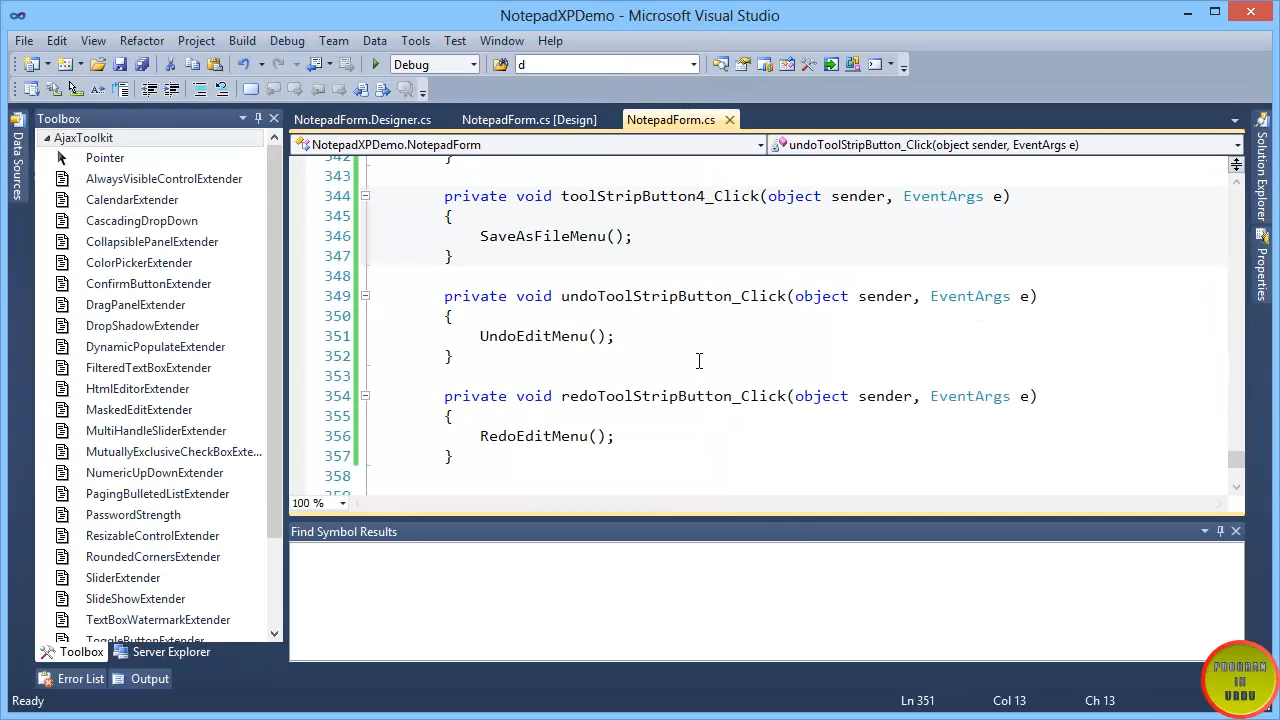 NotepadXPDemo - Microsoft Visual Studio
File Edit View Refactor Project Build Debug Team Data Tools Test Window Help
Debug d
Toolbox
NotepadForm.Designer.cs NotepadForm.cs [Design] NotepadForm.cs
NotepadXPDemo.NotepadForm undoToolStripButton_Click(object sender, EventArgs e)
Data Sources
AjaxToolkit
Pointer
AlwaysVisibleControlExtender
CalendarExtender
CascadingDropDown
CollapsiblePanelExtender
ColorPickerExtender
ConfirmButtonExtender
DragPanelExtender
DropShadowExtender
DynamicPopulateExtender
FilteredTextBoxExtender
HtmlEditorExtender
MaskedEditExtender
MultiHandleSliderExtender
MutuallyExclusiveCheckBoxExte...
NumericUpDownExtender
PagingBulletedListExtender
PasswordStrength
ResizableControlExtender
RoundedCornersExtender
SliderExtender
SlideShowExtender
TextBoxWatermarkExtender
ToggleButtonExtender
Toolbox Server Explorer
Error List Output
342 }
343
344 private void toolStripButton4_Click(object sender, EventArgs e)
345 {
346 SaveAsFileMenu();
347 }
348
349 private void undoToolStripButton_Click(object sender, EventArgs e)
350 {
351 UndoEditMenu();
352 }
353
354 private void redoToolStripButton_Click(object sender, EventArgs e)
355 {
356 RedoEditMenu();
357 }
358
359
100 %
Find Symbol Results
Solution Explorer
Properties
Ready Ln 351 Col 13 Ch 13
PROGRAM
IN
URDU